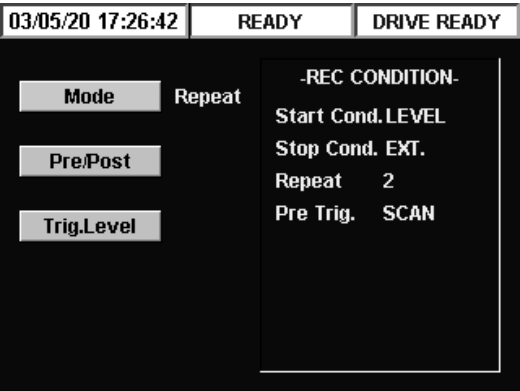 03/05/20 17:26:42 READY DRIVE READY
Mode Repeat
Pre/Post
Trig.Level
-REC CONDITION-
Start Cond. LEVEL
Stop Cond. EXT.
Repeat 2
Pre Trig. SCAN